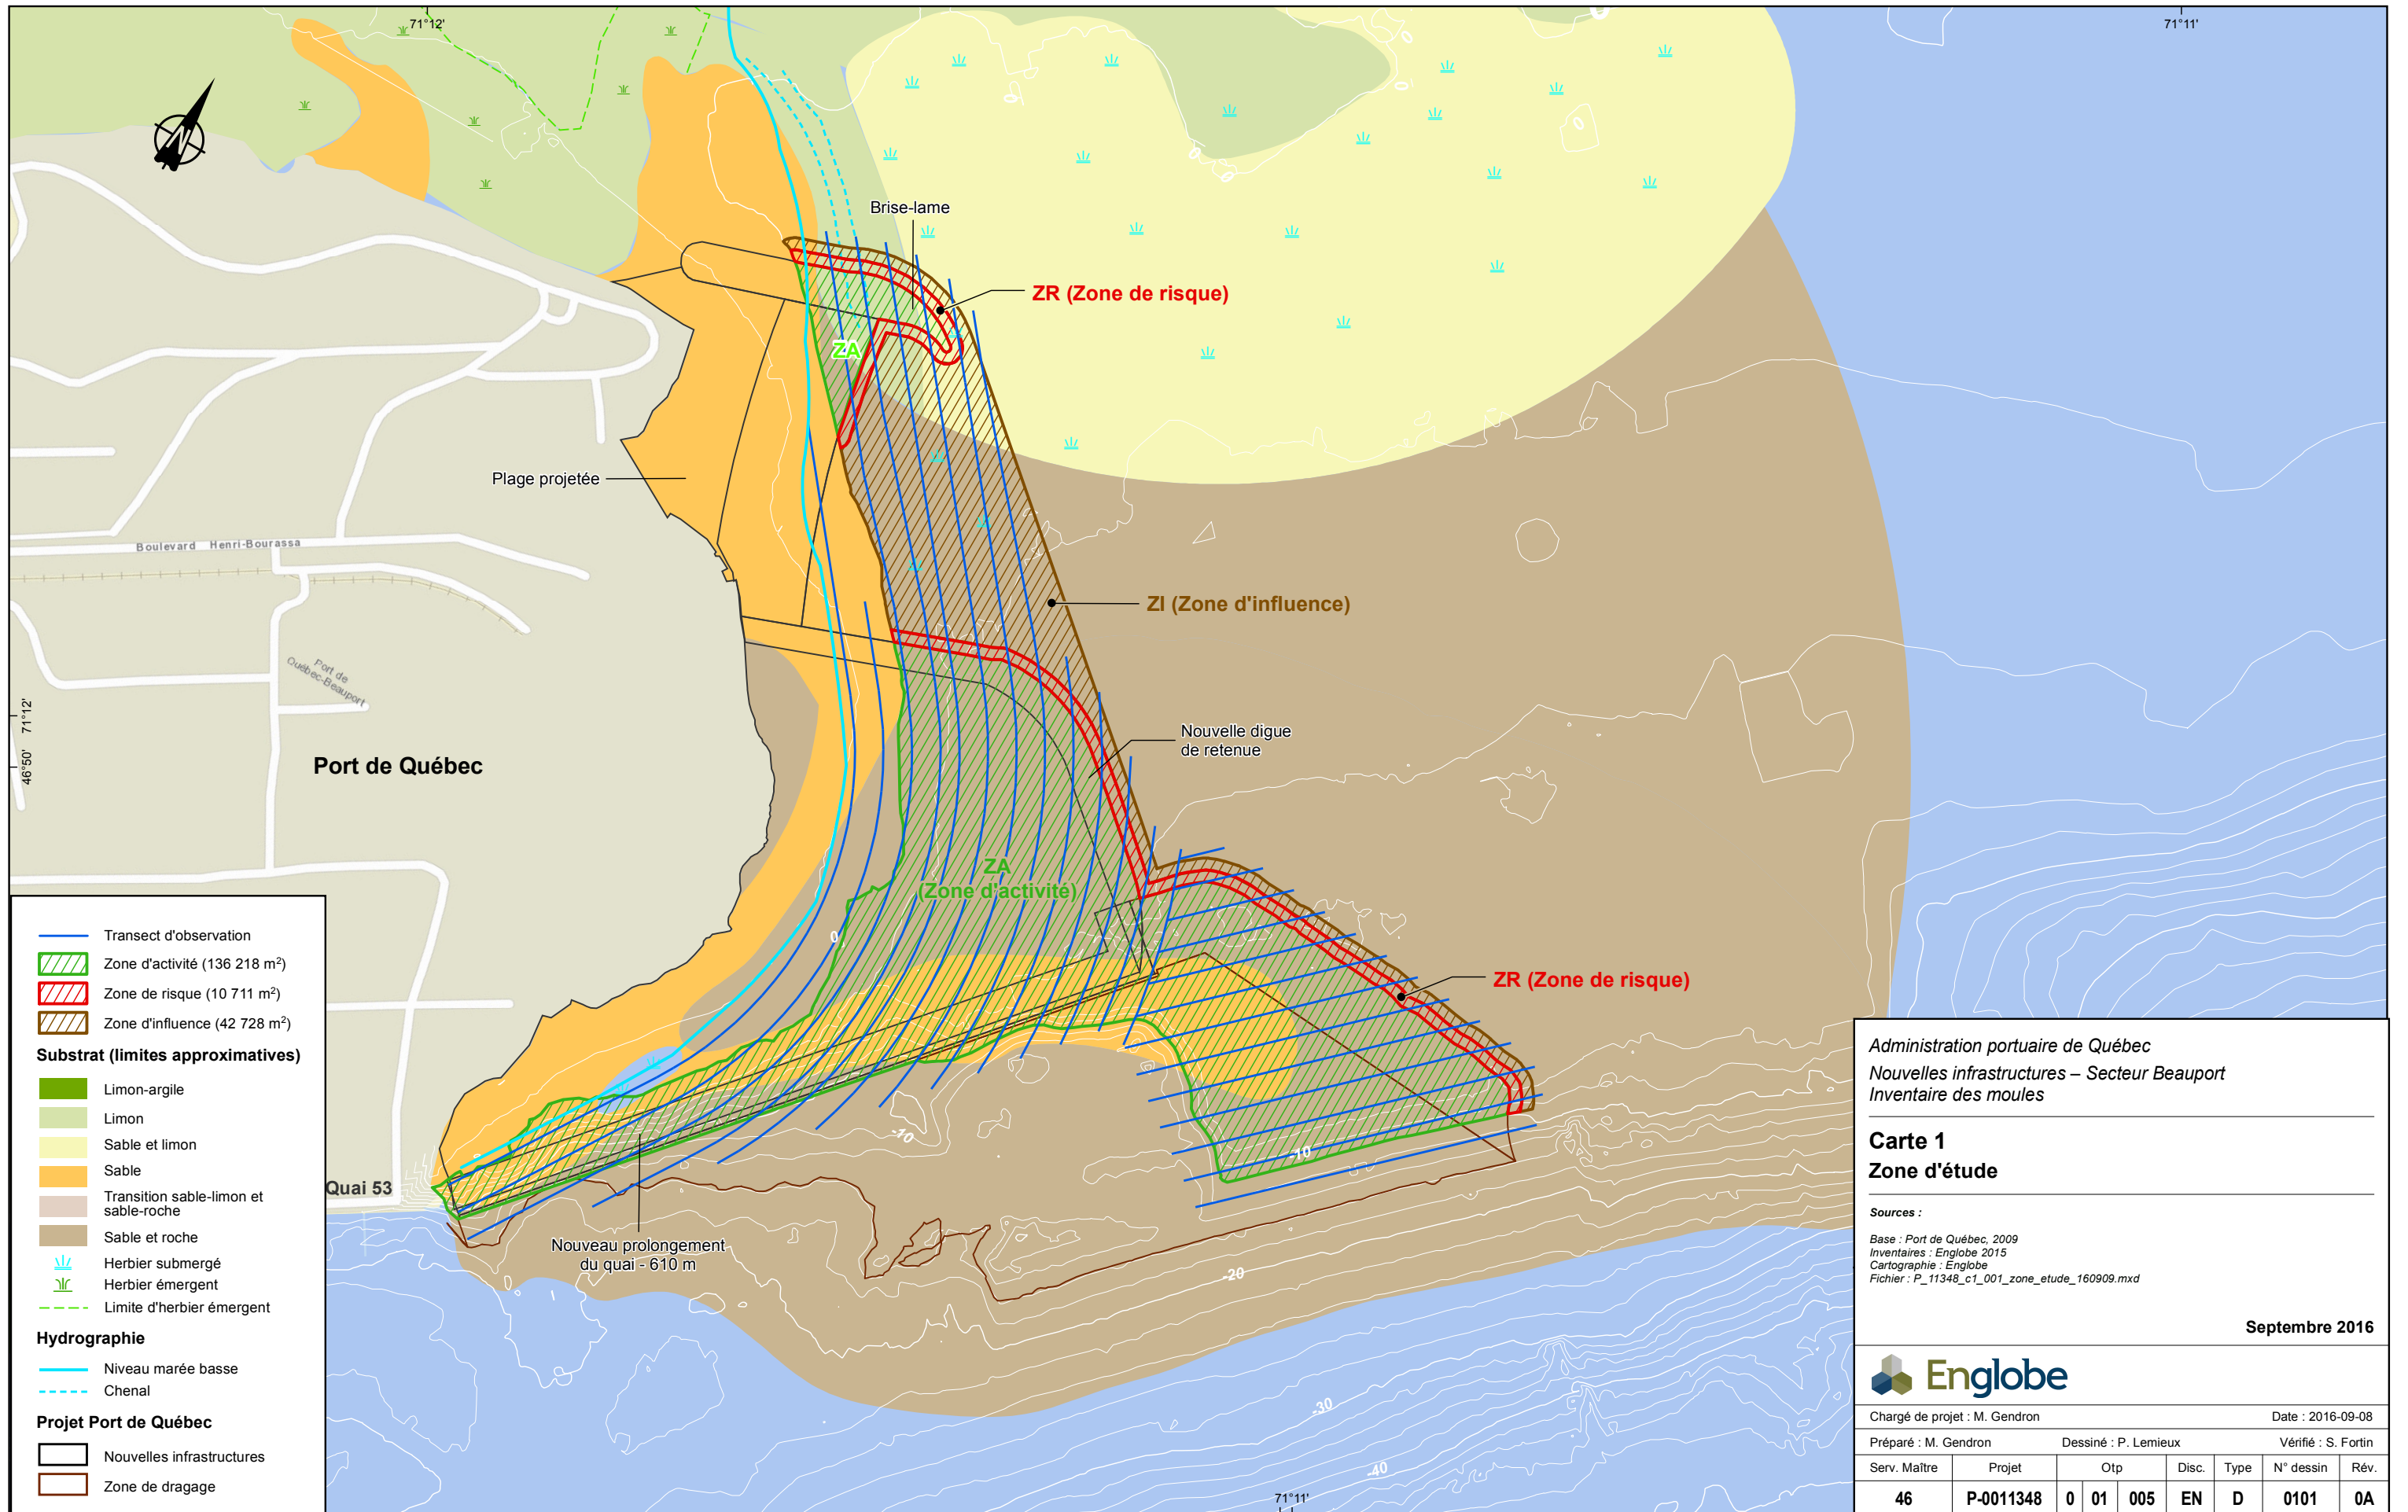 71°12'
71°11'
Brise-lame
ZR (Zone de risque)
ZA
Plage projetée
Boulevard Henri-Bourassa
ZI (Zone d'influence)
Port de
Québec-Beauport
71°12'
46°50'
Nouvelle digue
de retenue
Port de Québec
ZA
(Zone d'activité)
0
ZR (Zone de risque)
-10
-10
Quai 53
Nouveau prolongement
du quai - 610 m
-20
-30
-40
71°11'
0
0
0
0
0
0
Transect d'observation
Zone d'activité (136 218 m²)
Zone de risque (10 711 m²)
Zone d'influence (42 728 m²)
Substrat (limites approximatives)
Limon-argile
Limon
Sable et limon
Sable
Transition sable-limon et
sable-roche
Sable et roche
Herbier submergé
Herbier émergent
Limite d'herbier émergent
Hydrographie
Niveau marée basse
Chenal
Projet Port de Québec
Nouvelles infrastructures
Zone de dragage
Administration portuaire de Québec
Nouvelles infrastructures – Secteur Beauport
Inventaire des moules
Carte 1
Zone d'étude
Sources :
Base : Port de Québec, 2009
Inventaires : Englobe 2015
Cartographie : Englobe
Fichier : P_11348_c1_001_zone_etude_160909.mxd
Septembre 2016
Englobe
Chargé de projet : M. Gendron Date : 2016-09-08
Préparé : M. Gendron Dessiné : P. Lemieux Vérifié : S. Fortin
Serv. Maître Projet Otp Disc. Type N° dessin Rév.
46 P-0011348 0 01 005 EN D 0101 0A